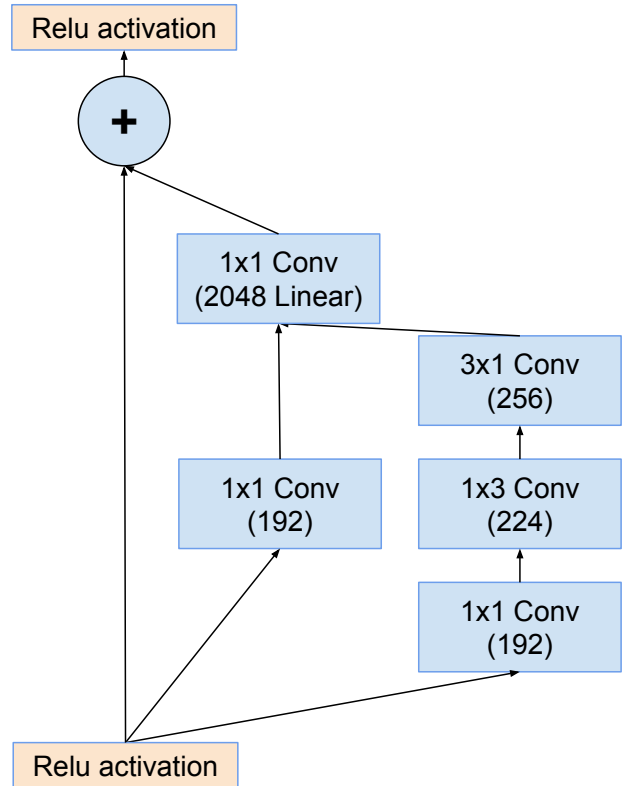 Relu activation
+
1x1 Conv
(2048 Linear)
3x1 Conv
(256)
1x1 Conv
(192)
1x3 Conv
(224)
1x1 Conv
(192)
Relu activation